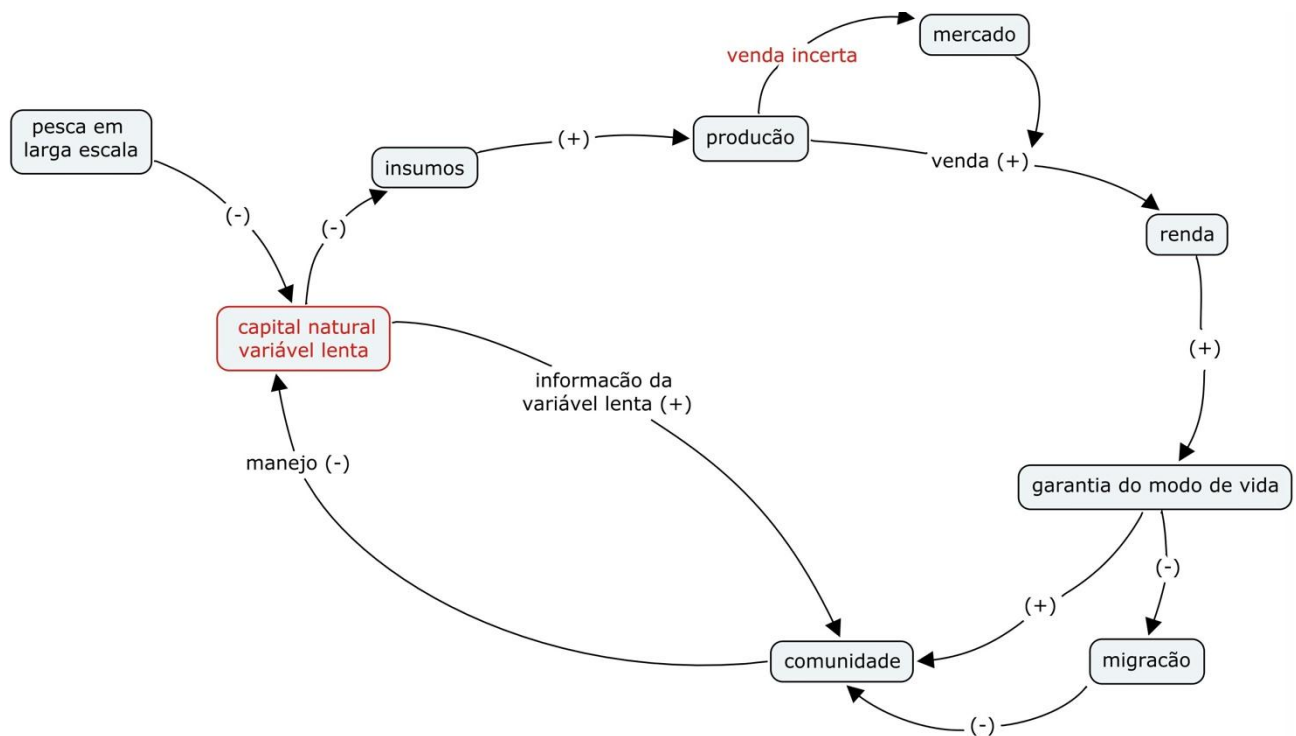 mercado
venda incerta
pesca em
larga escala
(+)
producão
insumos
venda (+)
(-)
(-)
renda
capital natural
variável lenta
(+)
informacão da
variável lenta (+)
manejo (-)
garantia do modo de vida
(-)
(+)
comunidade
migracão
(-)